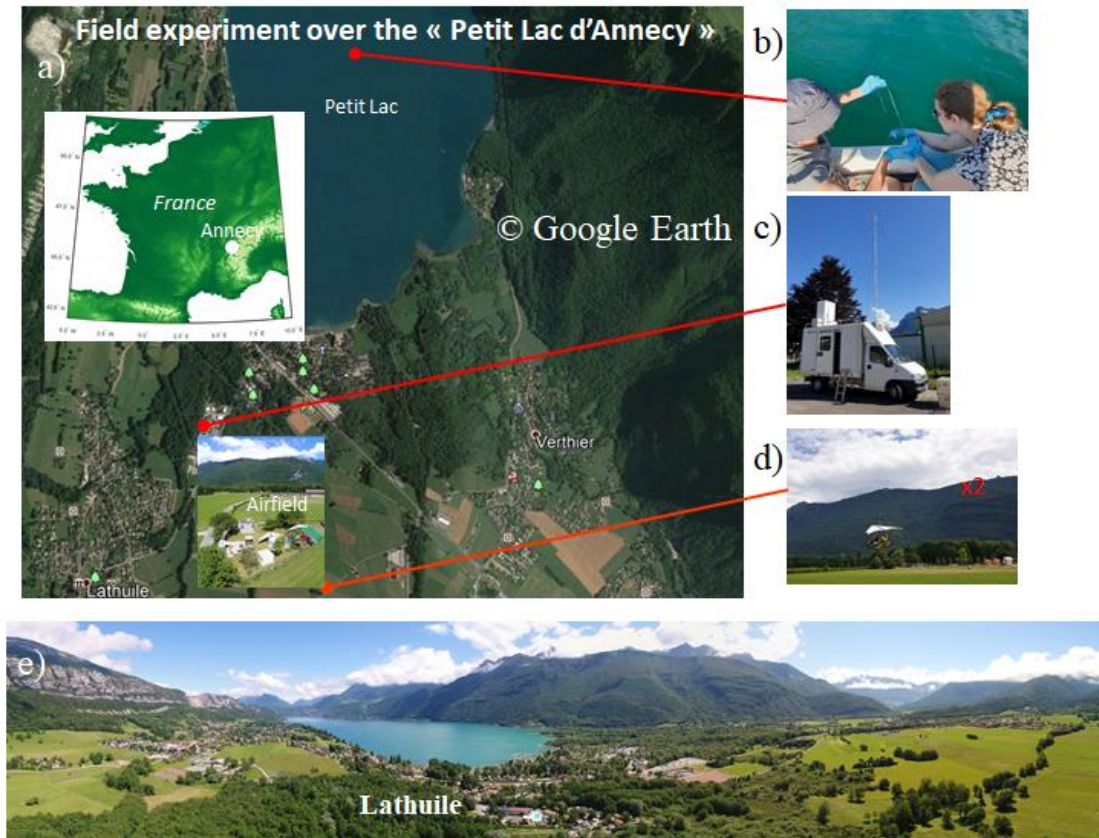 Field experiment over the « Petit Lac d'Annecy »
a)
Petit Lac
France
Annecy
© Google Earth
Verthier
Airfield
Lathuile
b)
c)
d)
x2
e)
Lathuile